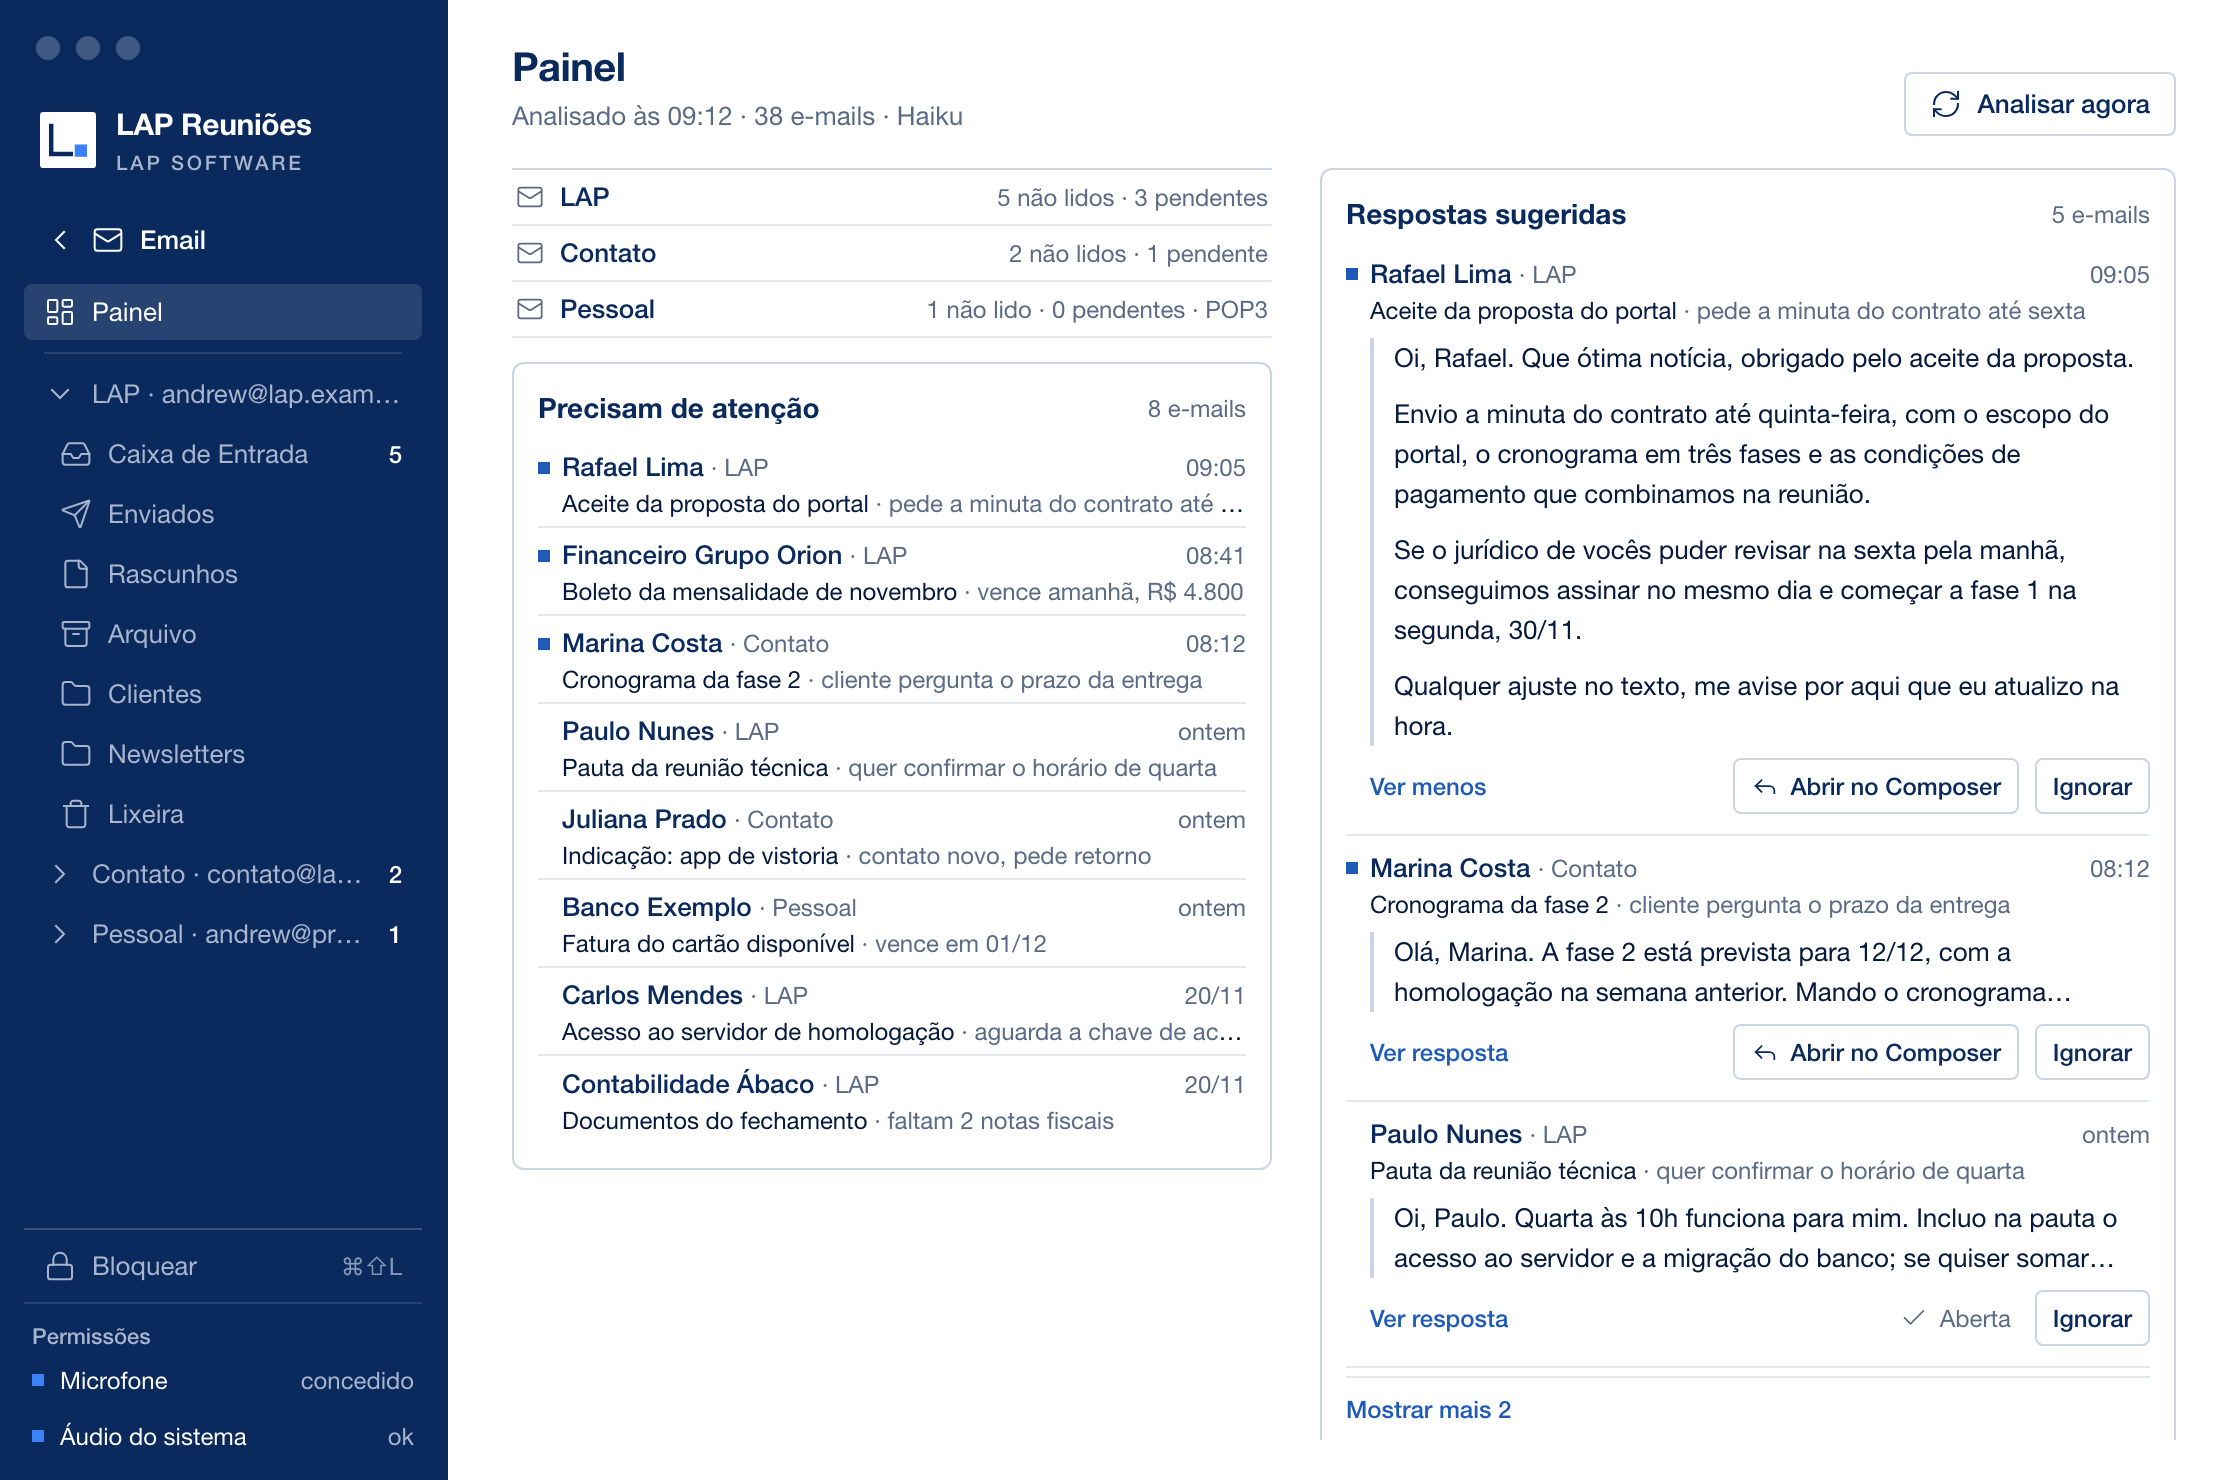 LAP Reuniões
LAP SOFTWARE
Email
Painel
LAP · andrew@lap.exam…
Caixa de Entrada 5
Enviados
Rascunhos
Arquivo
Clientes
Newsletters
Lixeira
Contato · contato@la… 2
Pessoal · andrew@pr… 1
Bloquear ⌘⇧L
Permissões
Microfone concedido
Áudio do sistema ok
Painel
Analisado às 09:12 · 38 e-mails · Haiku
Analisar agora
LAP 5 não lidos · 3 pendentes
Contato 2 não lidos · 1 pendente
Pessoal 1 não lido · 0 pendentes · POP3
Precisam de atenção 8 e-mails
Rafael Lima · LAP 09:05
Aceite da proposta do portal · pede a minuta do contrato até …
Financeiro Grupo Orion · LAP 08:41
Boleto da mensalidade de novembro · vence amanhã, R$ 4.800
Marina Costa · Contato 08:12
Cronograma da fase 2 · cliente pergunta o prazo da entrega
Paulo Nunes · LAP ontem
Pauta da reunião técnica · quer confirmar o horário de quarta
Juliana Prado · Contato ontem
Indicação: app de vistoria · contato novo, pede retorno
Banco Exemplo · Pessoal ontem
Fatura do cartão disponível · vence em 01/12
Carlos Mendes · LAP 20/11
Acesso ao servidor de homologação · aguarda a chave de ac…
Contabilidade Ábaco · LAP 20/11
Documentos do fechamento · faltam 2 notas fiscais
Respostas sugeridas 5 e-mails
Rafael Lima · LAP 09:05
Aceite da proposta do portal · pede a minuta do contrato até sexta
Oi, Rafael. Que ótima notícia, obrigado pelo aceite da proposta.
Envio a minuta do contrato até quinta-feira, com o escopo do
portal, o cronograma em três fases e as condições de
pagamento que combinamos na reunião.
Se o jurídico de vocês puder revisar na sexta pela manhã,
conseguimos assinar no mesmo dia e começar a fase 1 na
segunda, 30/11.
Qualquer ajuste no texto, me avise por aqui que eu atualizo na
hora.
Ver menos Abrir no Composer Ignorar
Marina Costa · Contato 08:12
Cronograma da fase 2 · cliente pergunta o prazo da entrega
Olá, Marina. A fase 2 está prevista para 12/12, com a
homologação na semana anterior. Mando o cronograma…
Ver resposta Abrir no Composer Ignorar
Paulo Nunes · LAP ontem
Pauta da reunião técnica · quer confirmar o horário de quarta
Oi, Paulo. Quarta às 10h funciona para mim. Incluo na pauta o
acesso ao servidor e a migração do banco; se quiser somar…
Ver resposta Aberta Ignorar
Mostrar mais 2